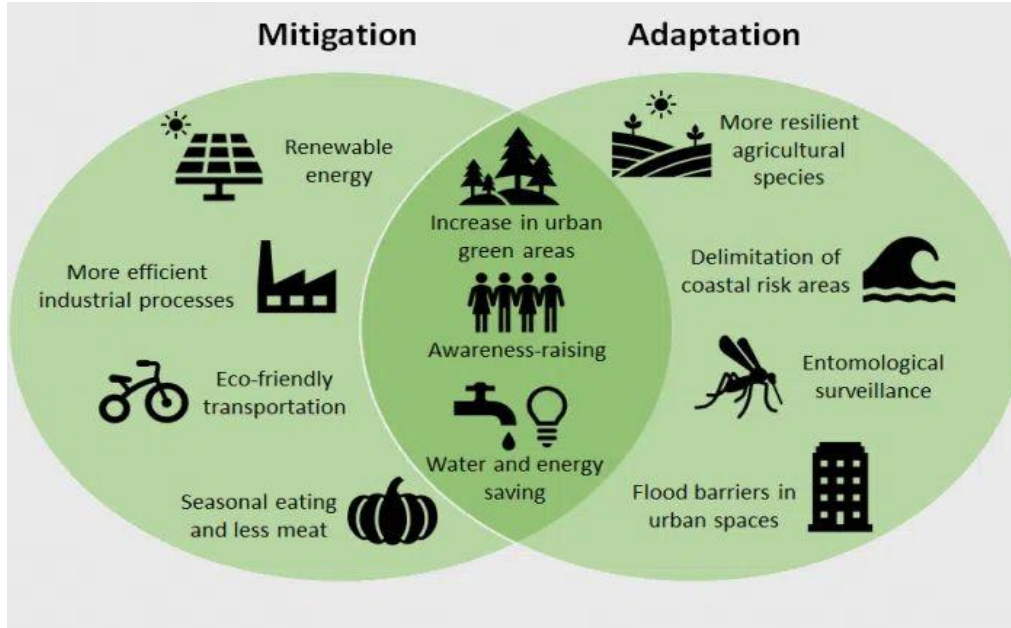 Mitigation
Adaptation
Renewable
energy
More efficient
industrial processes
Eco-friendly
transportation
Seasonal eating
and less meat
Increase in urban
green areas
Awareness-raising
Water and energy
saving
More resilient
agricultural
species
Delimitation of
coastal risk areas
Entomological
surveillance
Flood barriers in
urban spaces